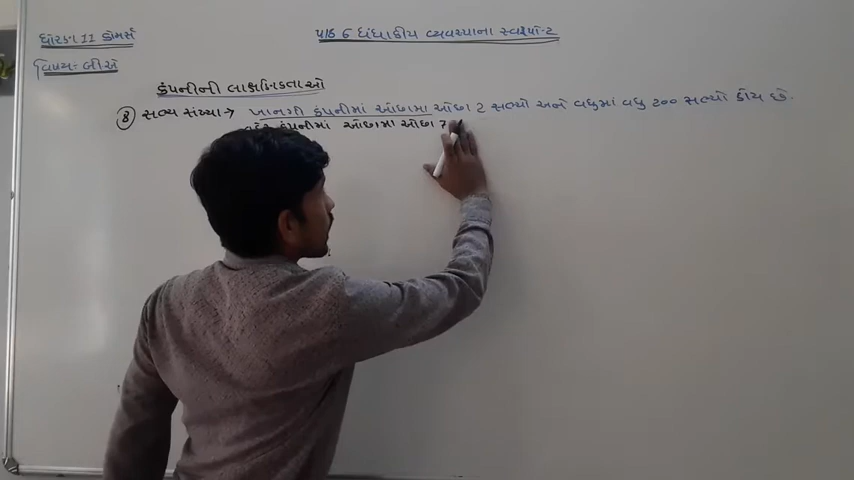 ધોરણ 11 કોમર્સ
પાઠ 6 ધંધાકીય વ્યવસ્થાના સ્વરૂપો-2
વિષય:- બીએ
કંપનીની લાક્ષણિકતાઓ
8 સભ્ય સંખ્યા → ખાનગી કંપનીમાં ઓછામાં ઓછા 2 સભ્યો અને વધુમાં વધુ 200 સભ્યો હોય છે.
કંપનીમાં ઓછામાં ઓછા 7